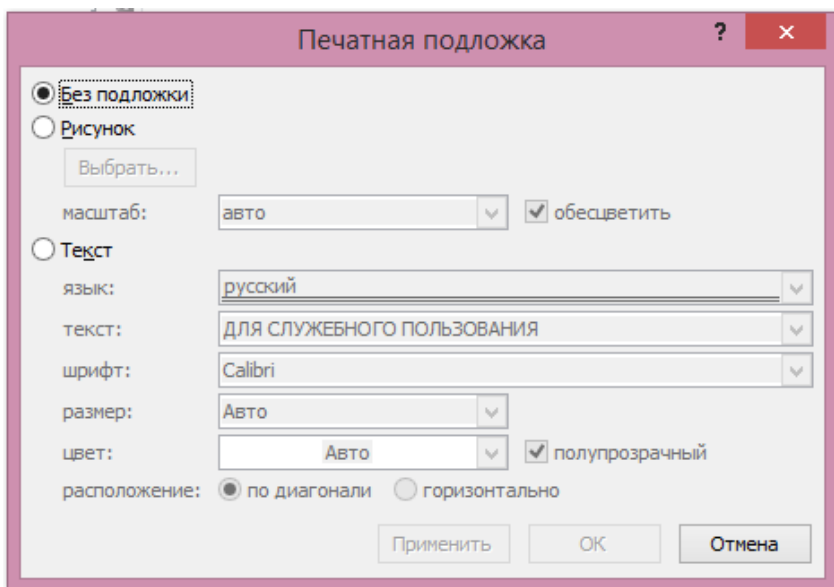 Печатная подложка ?
Без подложки
Рисунок
Выбрать...
масштаб: авто обесцветить
Текст
язык: русский
текст: ДЛЯ СЛУЖЕБНОГО ПОЛЬЗОВАНИЯ
шрифт: Calibri
размер: Авто
цвет: Авто полупрозрачный
расположение: по диагонали горизонтально
Применить ОК Отмена